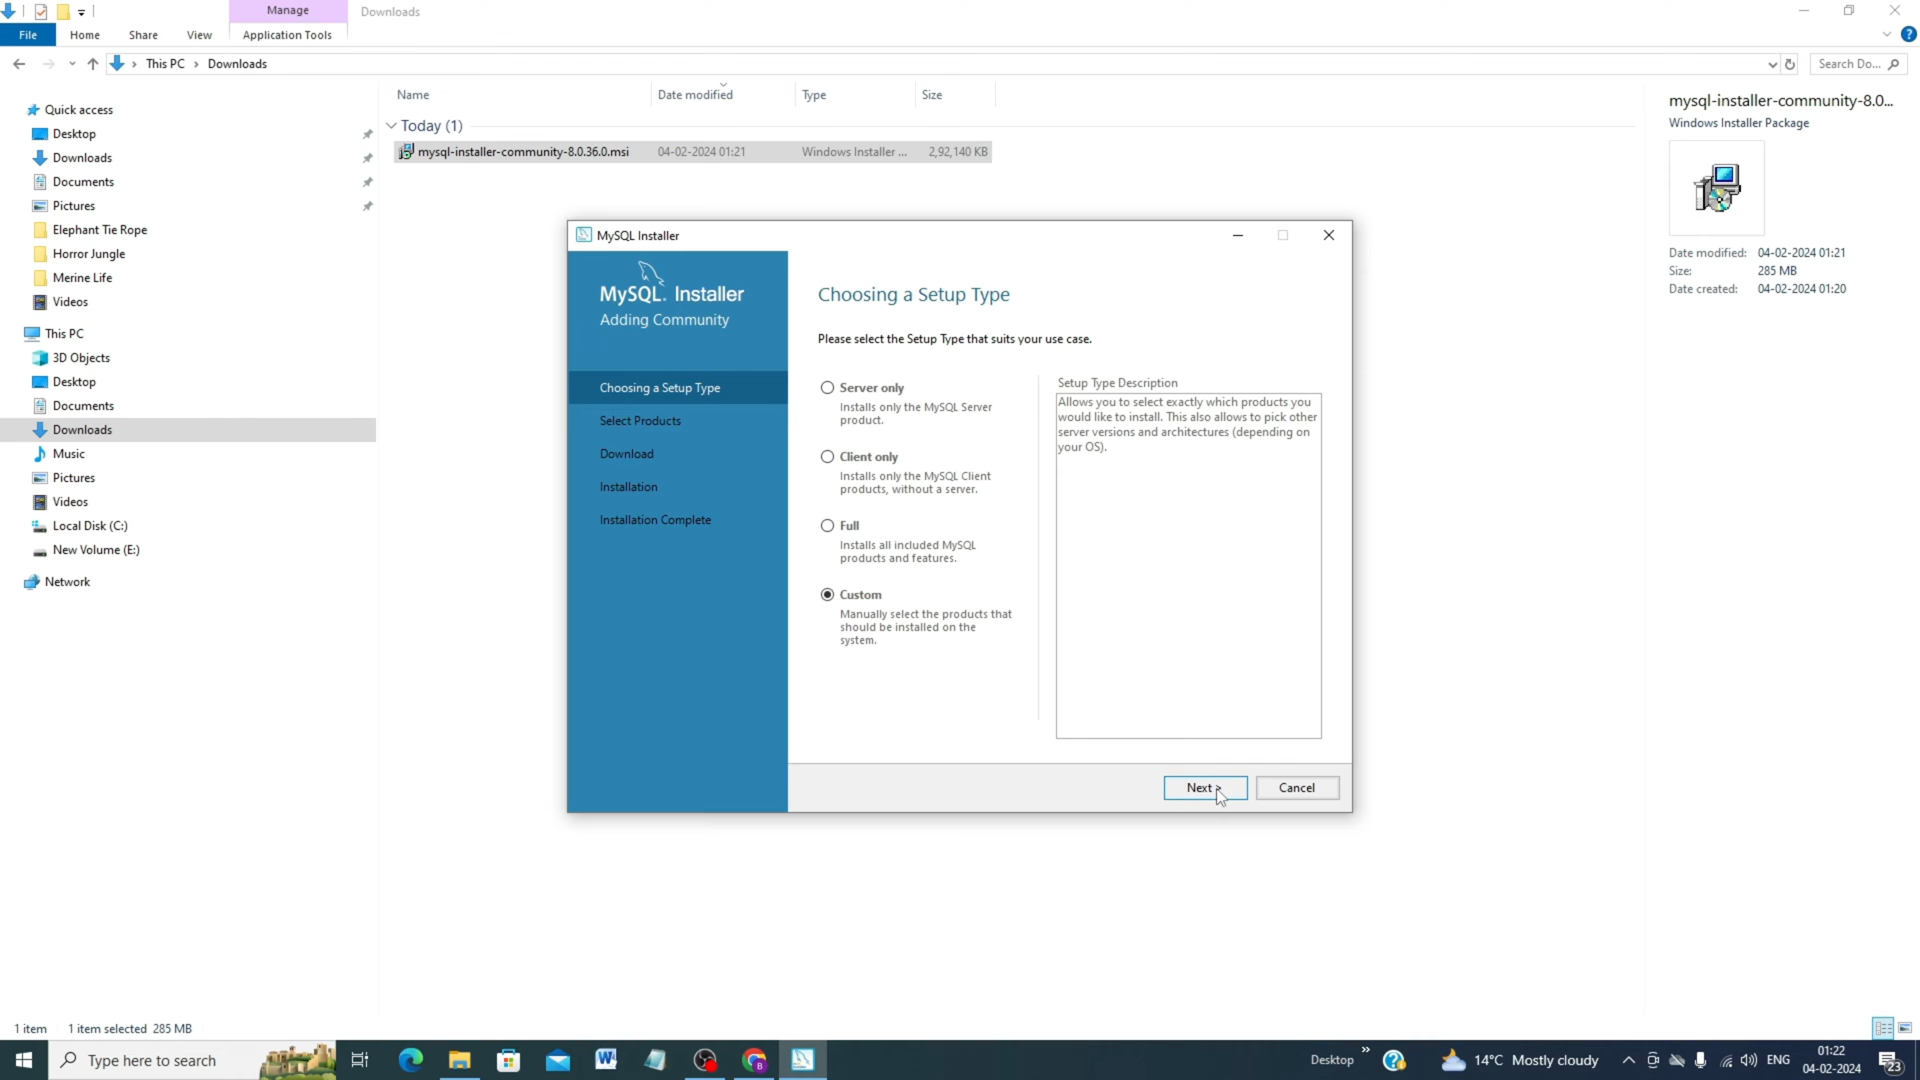 Manage
Downloads
File
Home
Share
View
Application Tools
This PC
Downloads
Search Do...
Quick access
Desktop
Downloads
Documents
Pictures
Elephant Tie Rope
Horror Jungle
Merine Life
Videos
This PC
3D Objects
Desktop
Documents
Downloads
Music
Pictures
Videos
Local Disk (C:)
New Volume (E:)
Network
Name
Date modified
Type
Size
Today (1)
mysql-installer-community-8.0.36.0.msi
04-02-2024 01:21
Windows Installer ...
2,92,140 KB
mysql-installer-community-8.0...
Windows Installer Package
Date modified: 04-02-2024 01:21
Size: 285 MB
Date created: 04-02-2024 01:20
MySQL Installer
MySQL. Installer
Adding Community
Choosing a Setup Type
Select Products
Download
Installation
Installation Complete
Choosing a Setup Type
Please select the Setup Type that suits your use case.
Server only
Installs only the MySQL Server
product.
Client only
Installs only the MySQL Client
products, without a server.
Full
Installs all included MySQL
products and features.
Custom
Manually select the products that
should be installed on the
system.
Setup Type Description
Allows you to select exactly which products you
would like to install. This also allows to pick other
server versions and architectures (depending on
your OS).
Next >
Cancel
1 item
1 item selected 285 MB
Type here to search
Desktop
14°C Mostly cloudy
ENG
01:22
04-02-2024
23